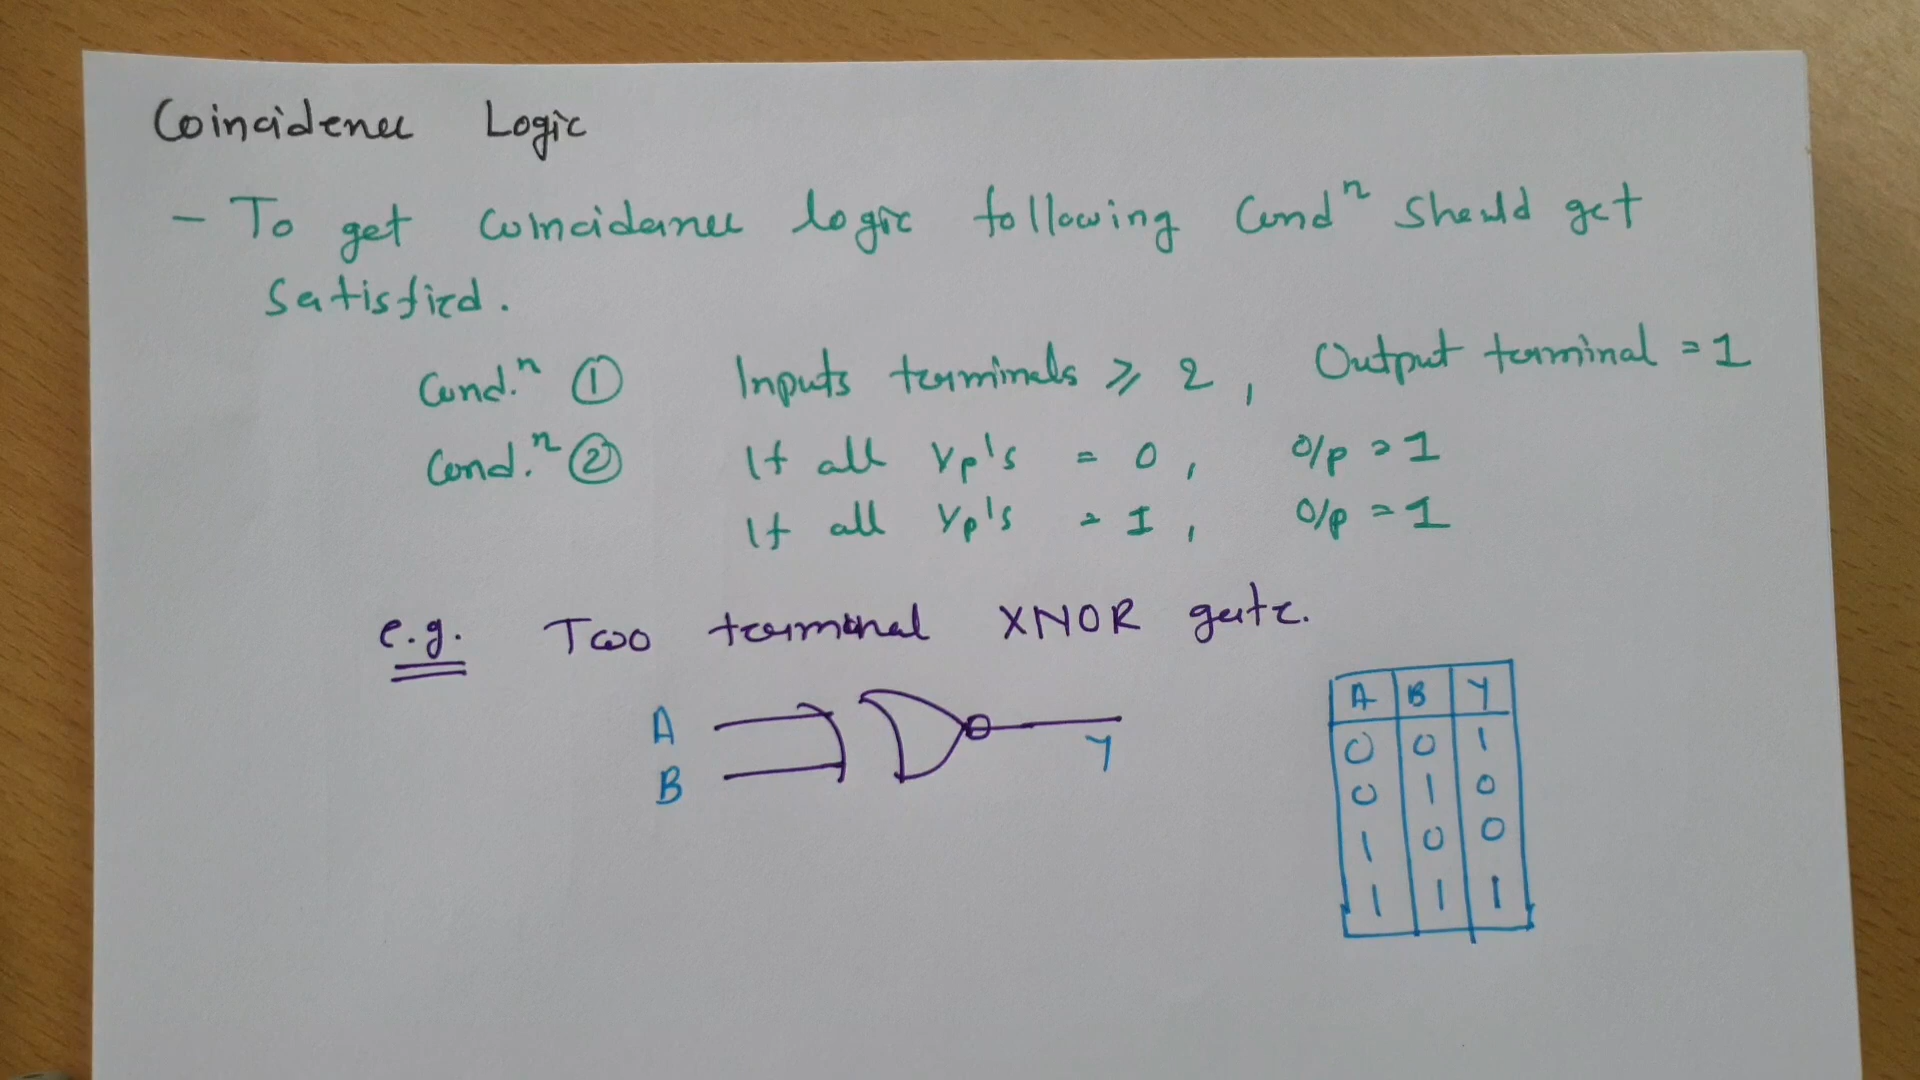 Coincidence Logic
- To get coincidence logic following Condⁿ should get
satisfied.
Cond.ⁿ ① Inputs terminals ⩾ 2, Output terminal = 1
Cond.ⁿ ② If all I/p's = 0, O/p = 1
If all I/p's = 1, O/p = 1
e.g. Two terminal XNOR gate.
A
B
Y
A B Y
0 0 1
0 1 0
1 0 0
1 1 1